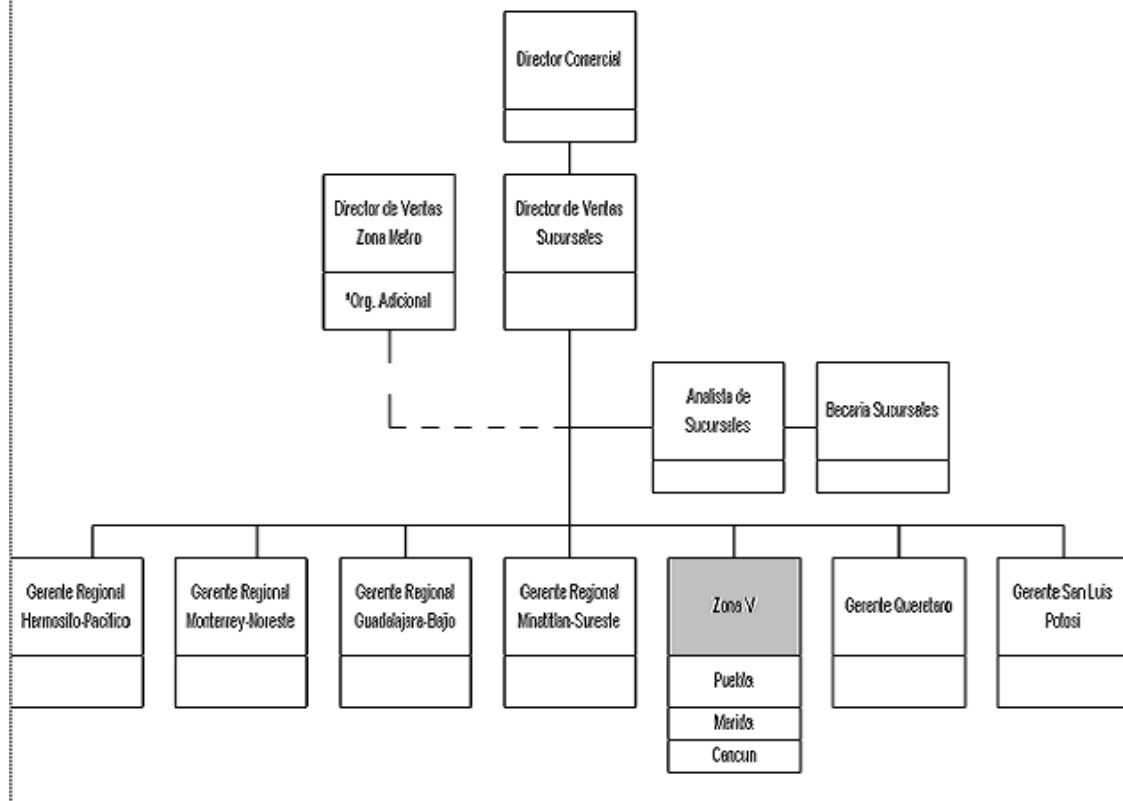 Director Comercial
Director de Ventas
Zona Metro
*Org. Adicional
Director de Ventas
Sucursales
Analista de
Sucursales
Becaria Sucursales
Gerente Regional
Hermosillo-Pacifico
Gerente Regional
Monterrey-Noreste
Gerente Regional
Guadalajara-Bajio
Gerente Regional
Minatitlan-Sureste
Zona V
Puebla
Merida
Cancun
Gerente Queretaro
Gerente San Luis
Potosi